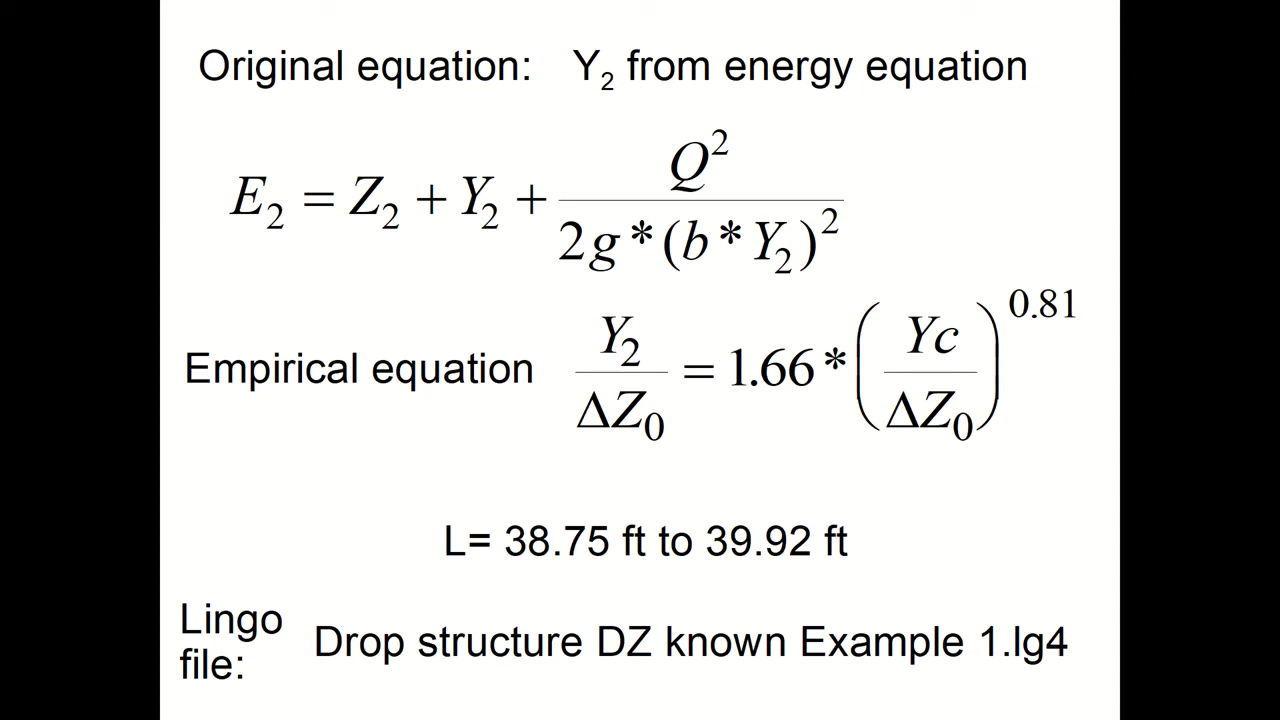 Original equation: Y₂ from energy equation
E₂ = Z₂ + Y₂ + Q² / 2g * (b * Y₂)²
Empirical equation Y₂ / ΔZ₀ = 1.66 * (Yc / ΔZ₀)^0.81
L= 38.75 ft to 39.92 ft
Lingo
file: Drop structure DZ known Example 1.lg4